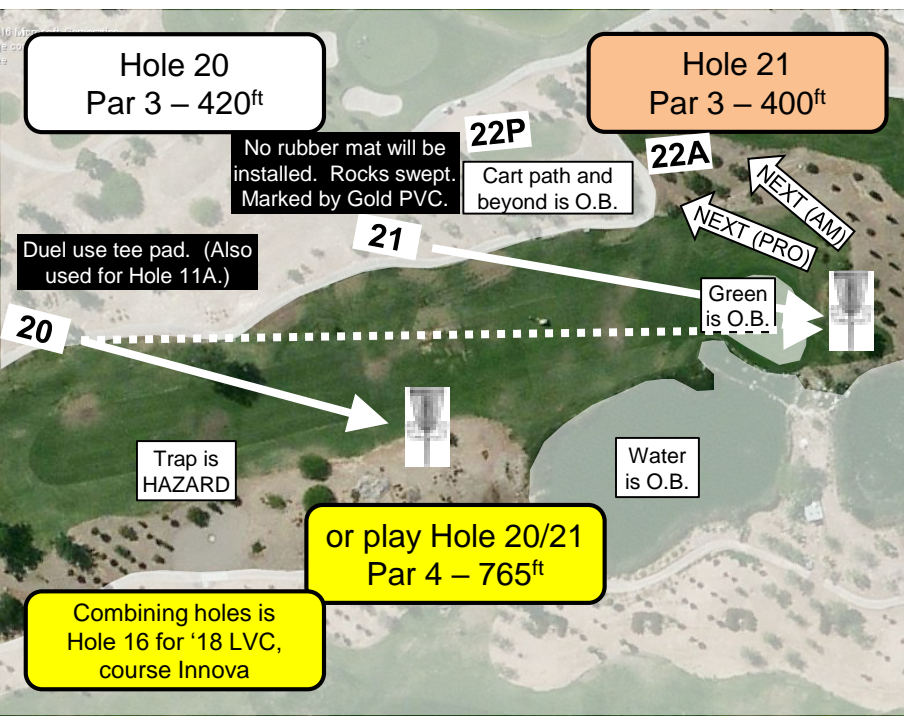 Hole 20
Par 3 – 420ft
Hole 21
Par 3 – 400ft
No rubber mat will be
installed. Rocks swept.
Marked by Gold PVC.
22P
22A
Cart path and
beyond is O.B.
NEXT (AM)
NEXT (PRO)
21
Duel use tee pad. (Also
used for Hole 11A.)
20
Green
is O.B.
Trap is
HAZARD
Water
is O.B.
or play Hole 20/21
Par 4 – 765ft
Combining holes is
Hole 16 for ‘18 LVC,
course Innova